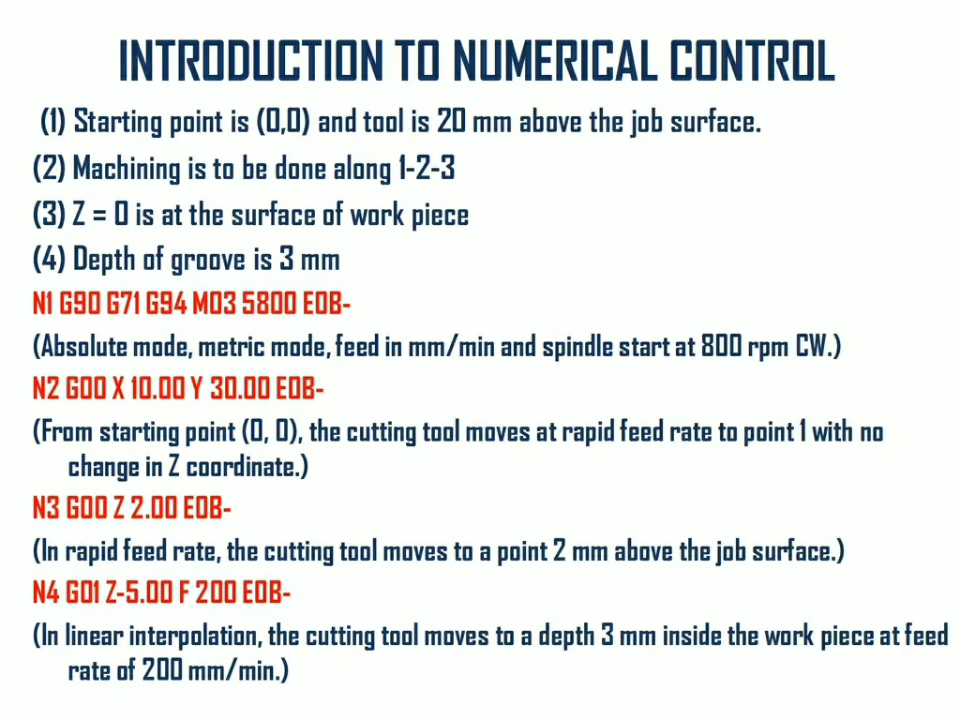 INTRODUCTION TO NUMERICAL CONTROL
(1) Starting point is (0,0) and tool is 20 mm above the job surface.
(2) Machining is to be done along 1-2-3
(3) Z = 0 is at the surface of work piece
(4) Depth of groove is 3 mm
N1 G90 G71 G94 M03 5800 EOB-
(Absolute mode, metric mode, feed in mm/min and spindle start at 800 rpm CW.)
N2 G00 X 10.00 Y 30.00 EOB-
(From starting point (0, 0), the cutting tool moves at rapid feed rate to point 1 with no
change in Z coordinate.)
N3 G00 Z 2.00 EOB-
(In rapid feed rate, the cutting tool moves to a point 2 mm above the job surface.)
N4 G01 Z-5.00 F 200 EOB-
(In linear interpolation, the cutting tool moves to a depth 3 mm inside the work piece at feed
rate of 200 mm/min.)